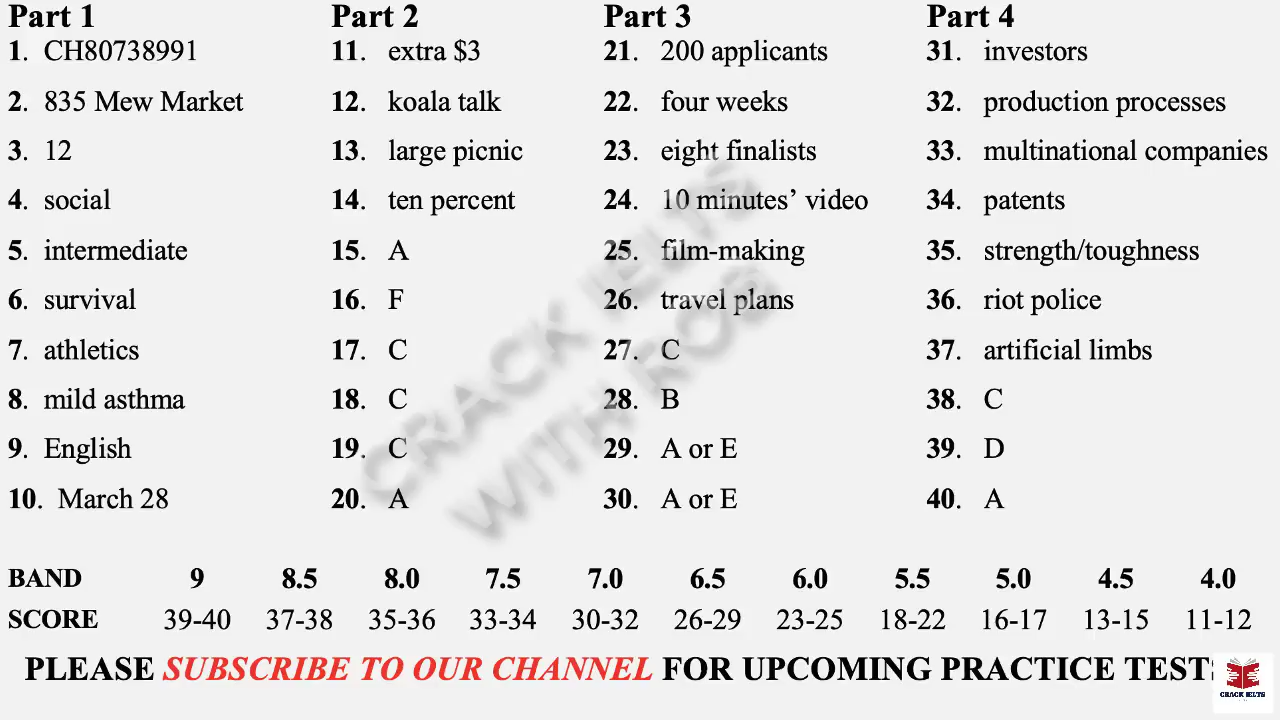 Part 1
1. CH80738991
2. 835 Mew Market
3. 12
4. social
5. intermediate
6. survival
7. athletics
8. mild asthma
9. English
10. March 28
Part 2
11. extra $3
12. koala talk
13. large picnic
14. ten percent
15. A
16. F
17. C
18. C
19. C
20. A
Part 3
21. 200 applicants
22. four weeks
23. eight finalists
24. 10 minutes’ video
25. film-making
26. travel plans
27. C
28. B
29. A or E
30. A or E
Part 4
31. investors
32. production processes
33. multinational companies
34. patents
35. strength/toughness
36. riot police
37. artificial limbs
38. C
39. D
40. A
CRACK IELTS
WITH ROB
BAND 9 8.5 8.0 7.5 7.0 6.5 6.0 5.5 5.0 4.5 4.0
SCORE 39-40 37-38 35-36 33-34 30-32 26-29 23-25 18-22 16-17 13-15 11-12
PLEASE SUBSCRIBE TO OUR CHANNEL FOR UPCOMING PRACTICE TESTS
CRACK IELTS